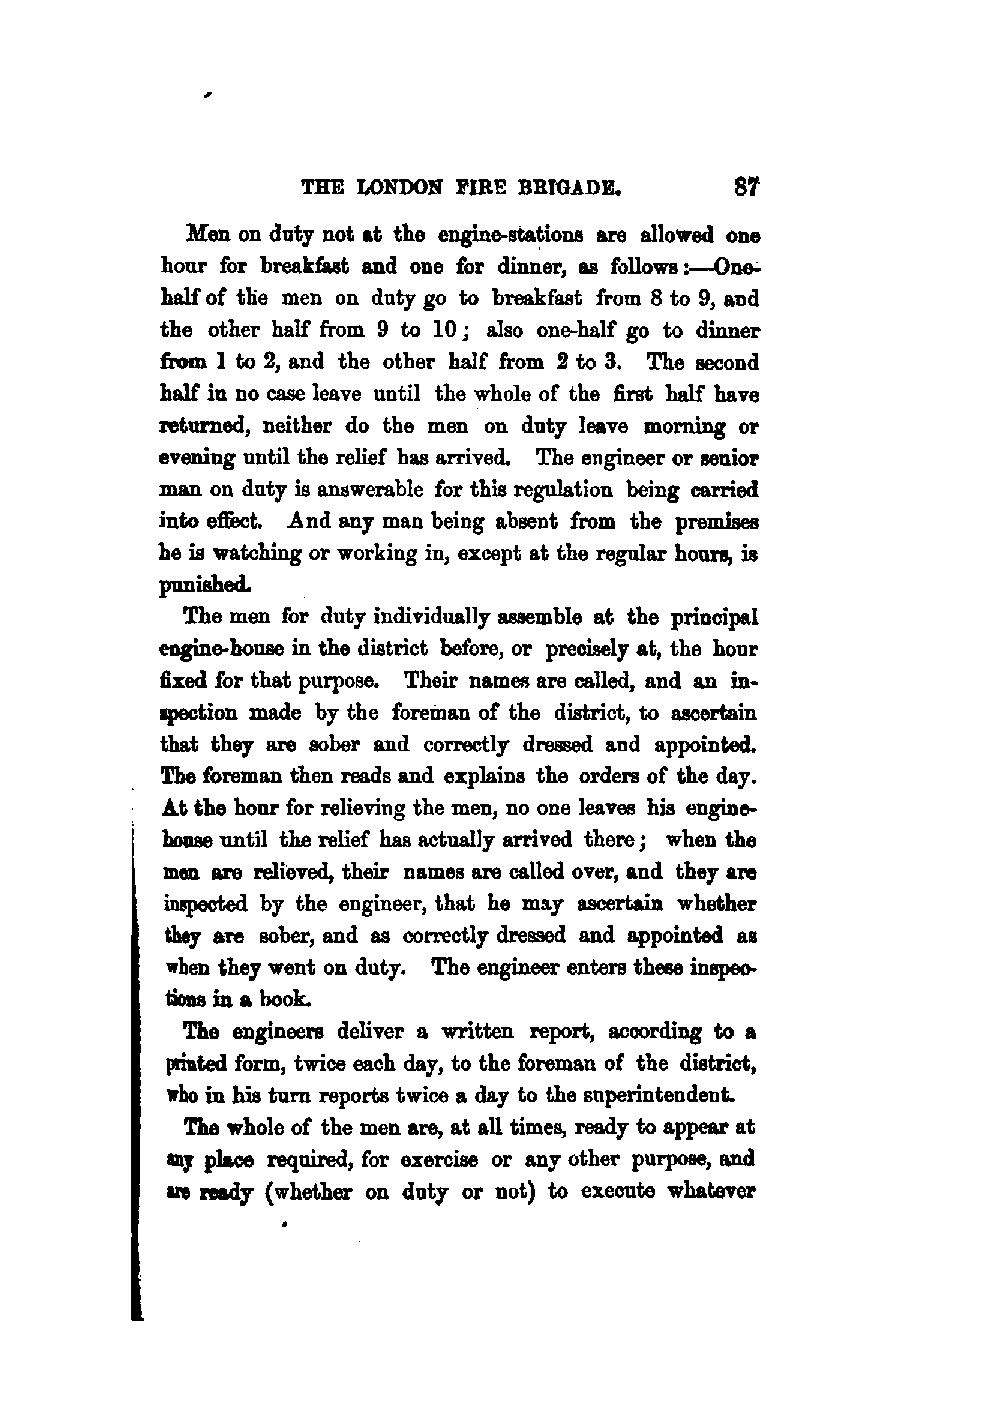 THE LONDON FIRE BRIGADE. 87
Men on duty not at the engine-stations are allowed one
hour for breakfast and one for dinner, as follows:—One-
half of the men on duty go to breakfast from 8 to 9, and
the other half from 9 to 10; also one-half go to dinner
from 1 to 2, and the other half from 2 to 3. The second
half in no case leave until the whole of the first half have
returned, neither do the men on duty leave morning or
evening until the relief has arrived. The engineer or senior
man on duty is answerable for this regulation being carried
into effect. And any man being absent from the premises
he is watching or working in, except at the regular hours, is
punished.
The men for duty individually assemble at the principal
engine-house in the district before, or precisely at, the hour
fixed for that purpose. Their names are called, and an in-
spection made by the foreman of the district, to ascertain
that they are sober and correctly dressed and appointed.
The foreman then reads and explains the orders of the day.
At the hour for relieving the men, no one leaves his engine-
house until the relief has actually arrived there; when the
men are relieved, their names are called over, and they are
inspected by the engineer, that he may ascertain whether
they are sober, and as correctly dressed and appointed as
when they went on duty. The engineer enters these inspec-
tions in a book.
The engineers deliver a written report, according to a
printed form, twice each day, to the foreman of the district,
who in his turn reports twice a day to the superintendent.
The whole of the men are, at all times, ready to appear at
any place required, for exercise or any other purpose, and
are ready (whether on duty or not) to execute whatever